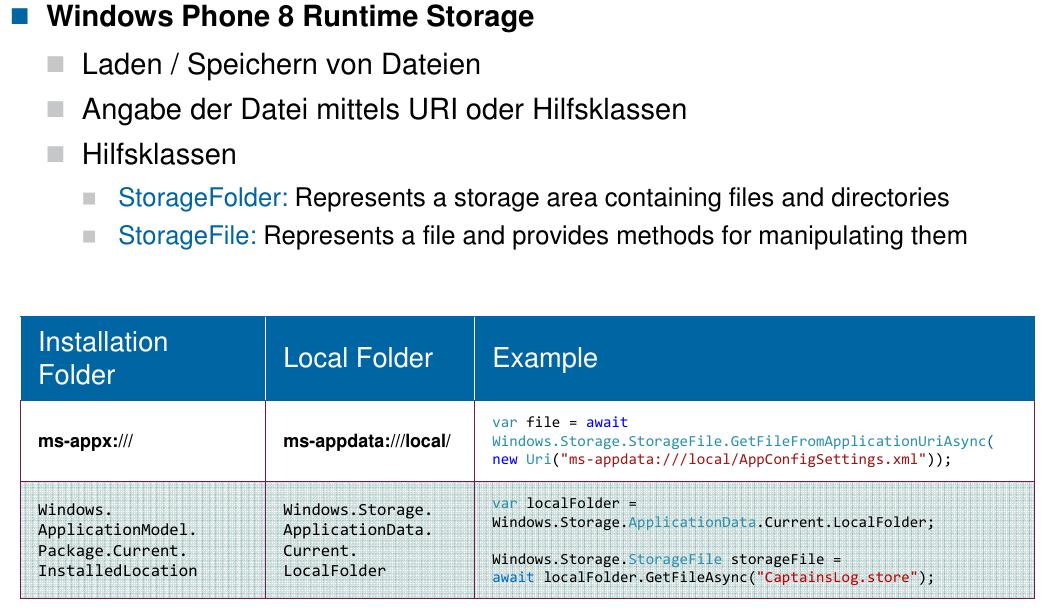 Windows Phone 8 Runtime Storage
Laden / Speichern von Dateien
Angabe der Datei mittels URI oder Hilfsklassen
Hilfsklassen
StorageFolder: Represents a storage area containing files and directories
StorageFile: Represents a file and provides methods for manipulating them
Installation
Folder
Local Folder
Example
ms-appx:///
ms-appdata:///local/
var file = await
Windows.Storage.StorageFile.GetFileFromApplicationUriAsync(
new Uri("ms-appdata:///local/AppConfigSettings.xml"));
Windows.
ApplicationModel.
Package.Current.
InstalledLocation
Windows.Storage.
ApplicationData.
Current.
LocalFolder
var localFolder =
Windows.Storage.ApplicationData.Current.LocalFolder;
Windows.Storage.StorageFile storageFile =
await localFolder.GetFileAsync("CaptainsLog.store");